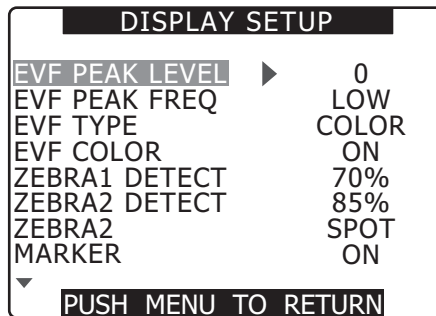 DISPLAY SETUP
EVF PEAK LEVEL ▶ 0
EVF PEAK FREQ LOW
EVF TYPE COLOR
EVF COLOR ON
ZEBRA1 DETECT 70%
ZEBRA2 DETECT 85%
ZEBRA2 SPOT
MARKER ON
PUSH MENU TO RETURN